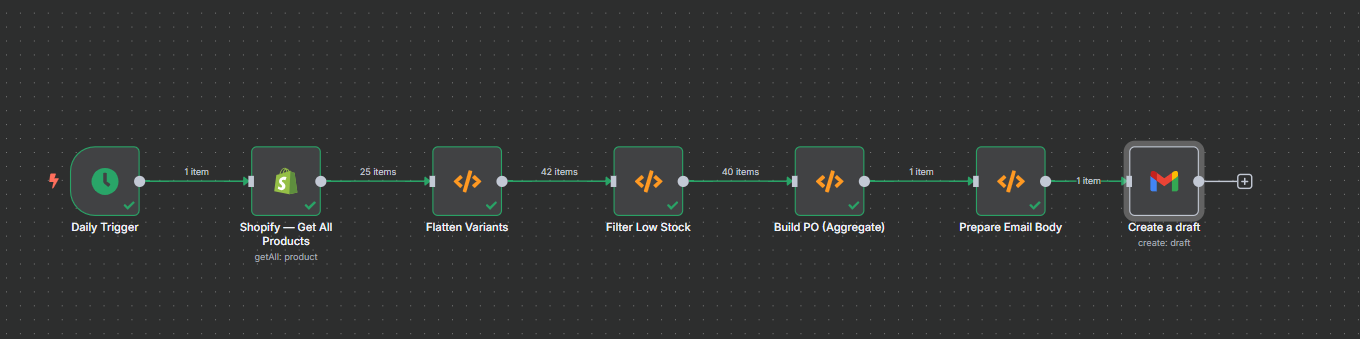 1 item
25 items
42 items
40 items
1 item
1 item
Daily Trigger
Shopify — Get All
Products
getAll: product
Flatten Variants
Filter Low Stock
Build PO (Aggregate)
Prepare Email Body
Create a draft
create: draft